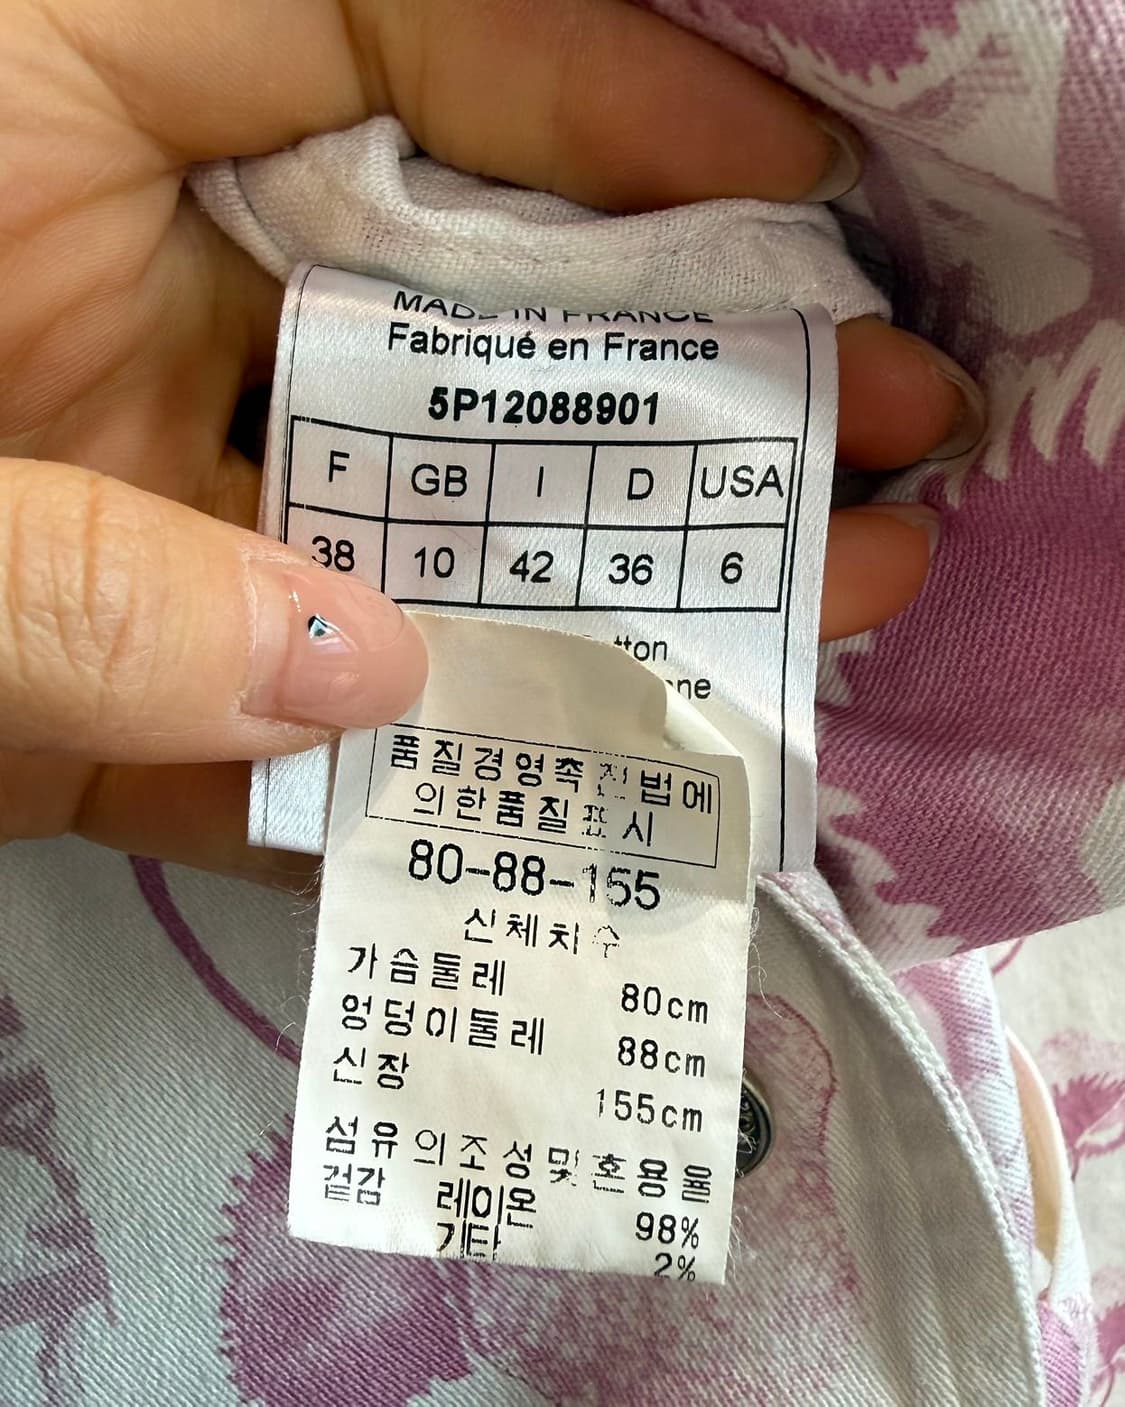 MADE IN FRANCE
Fabriqué en France
5P12088901
F GB I D USA
38 10 42 36 6
품질경영촉진법에
의한품질표시
80-88-155
신체치수
가슴둘레 80cm
엉덩이둘레 88cm
신장 155cm
섬유의조성및혼용율
겉감 레이온 98%
기타 2%